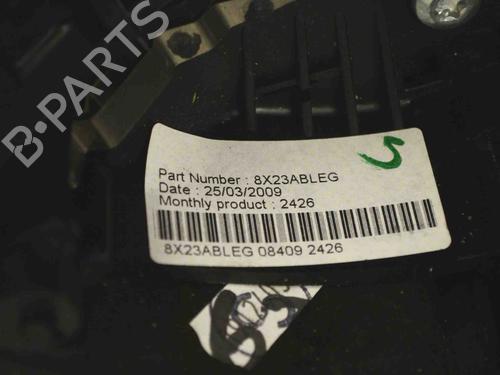 B-PARTS
Part Number : 8X23ABLEG
Date : 25/03/2009
Monthly product : 2426
8X23ABLEG 08409 2426